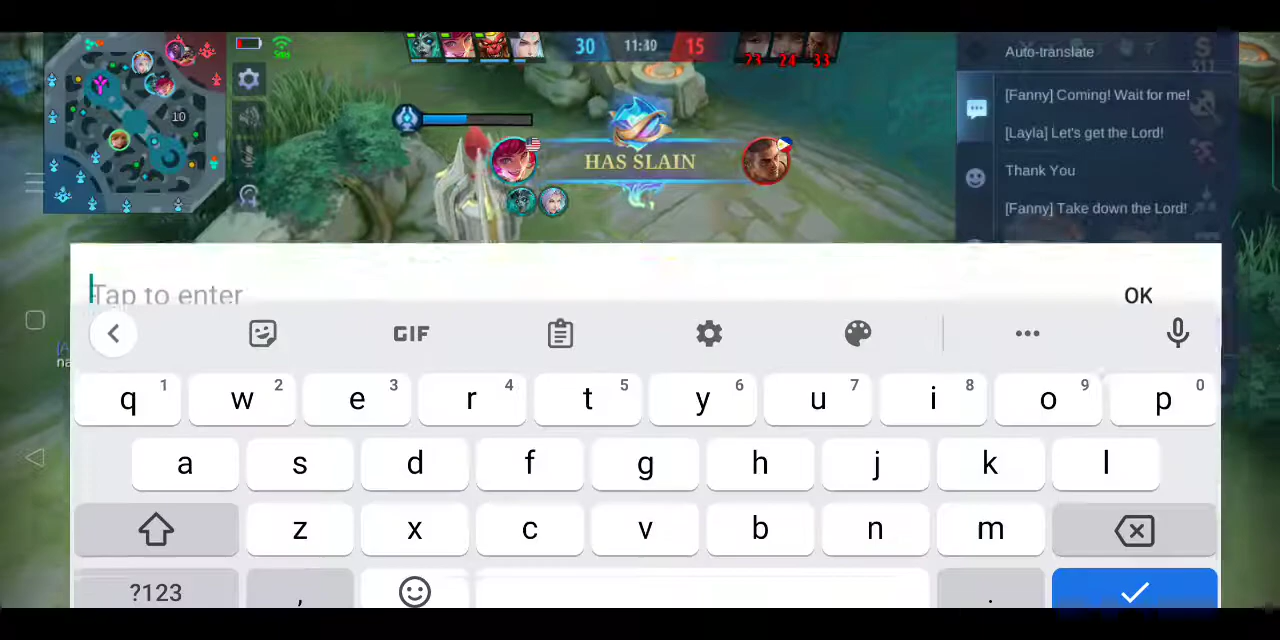 30 11:30 15
5ms
23 24 33
10
HAS SLAIN
Auto-translate
[Fanny] Coming! Wait for me!
[Layla] Let's get the Lord!
Thank You
[Fanny] Take down the Lord!
Tap to enter
OK
GIF
q 1 w 2 e 3 r 4 t 5 y 6 u 7 i 8 o 9 p 0
a s d f g h j k l
z x c v b n m
?123 , .